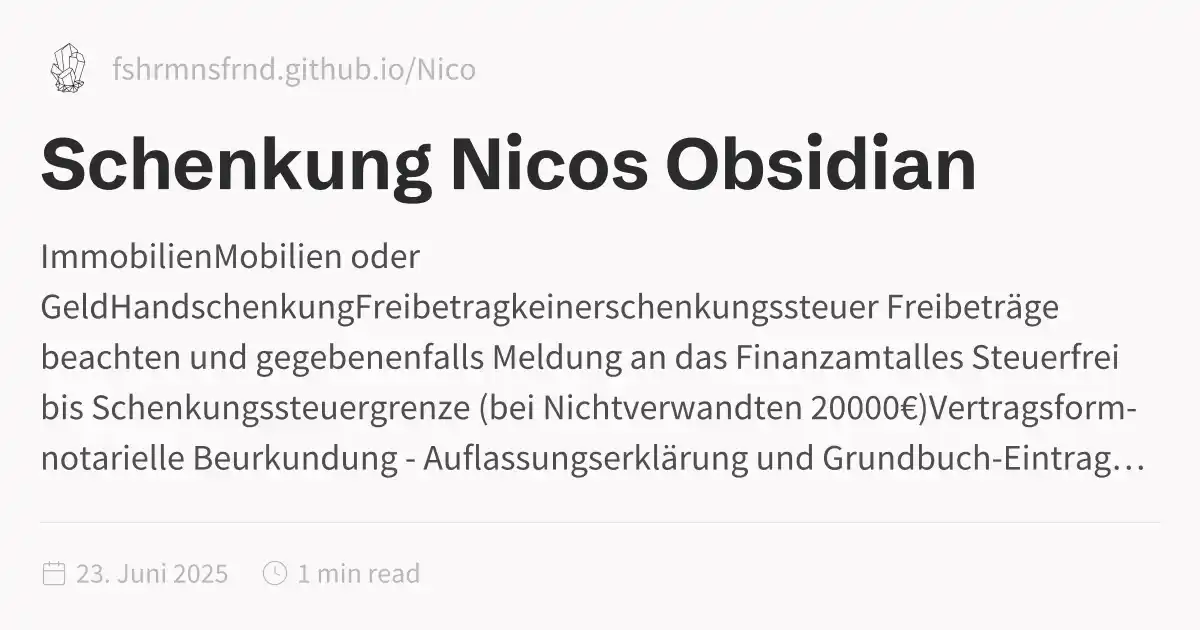 fshrmnsfrnd.github.io/Nico
Schenkung Nicos Obsidian
ImmobilienMobilien oder
GeldHandschenkungFreibetragkeinerschenkungssteuer Freibeträge
beachten und gegebenenfalls Meldung an das Finanzamtalles Steuerfrei
bis Schenkungssteuergrenze (bei Nichtverwandten 20000€)Vertragsform-
notarielle Beurkundung - Auflassungserklärung und Grundbuch-Eintrag…
23. Juni 2025 1 min read